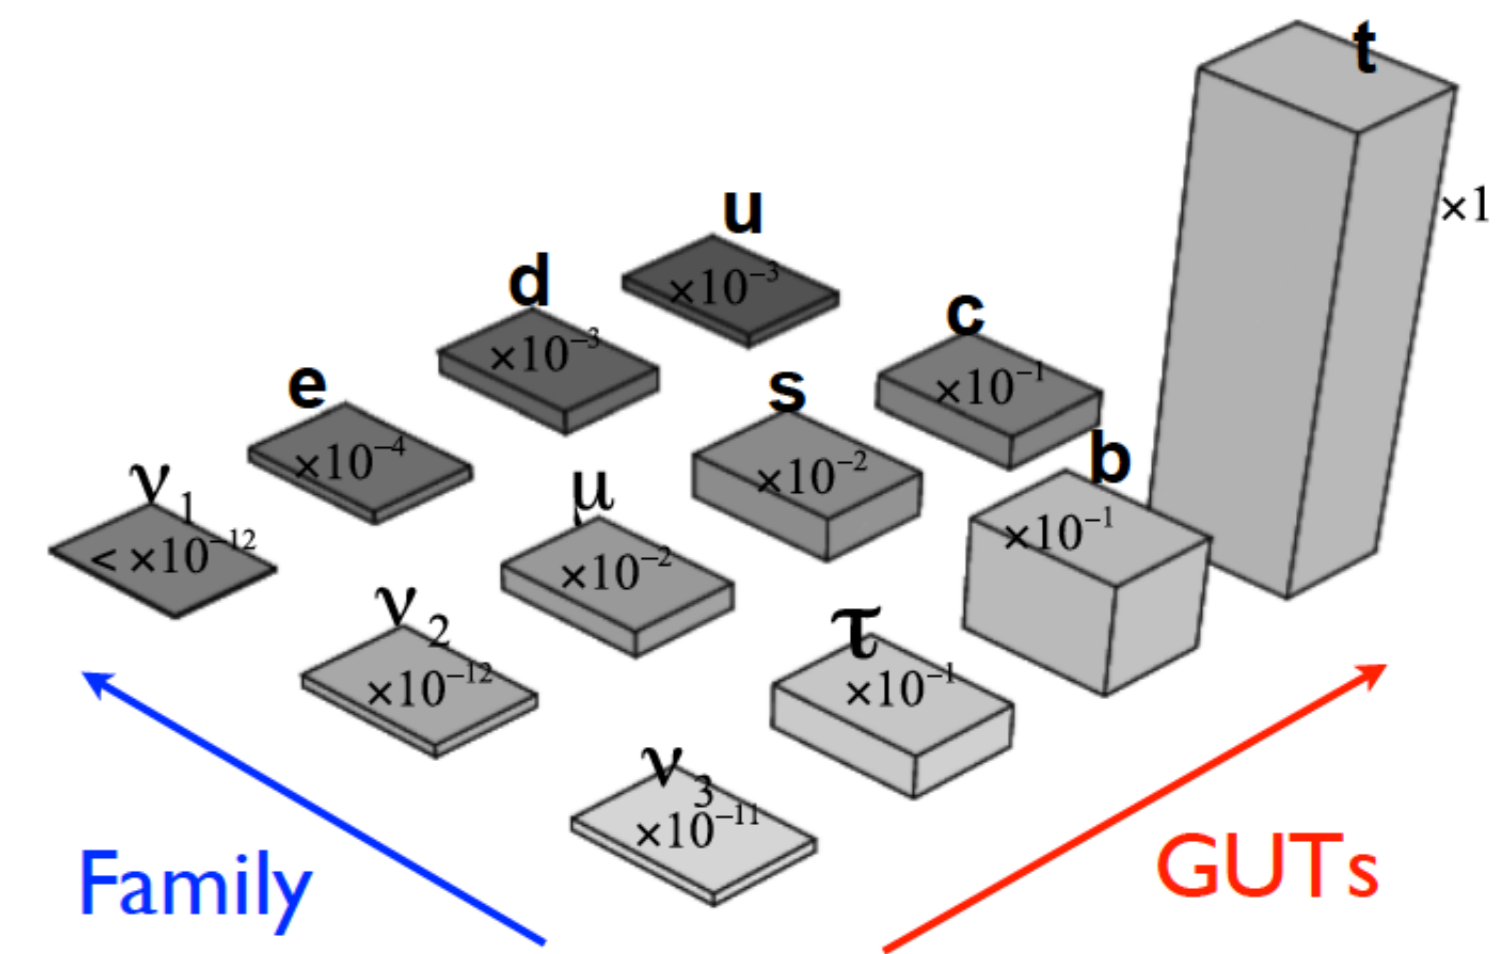 t
×1
u
×10⁻³
d
×10⁻³
c
×10⁻¹
e
×10⁻⁴
s
×10⁻²
b
×10⁻¹
ν₁
< ×10⁻¹²
μ
×10⁻²
ν₂
×10⁻¹²
τ
×10⁻¹
ν₃
×10⁻¹¹
Family
GUTs